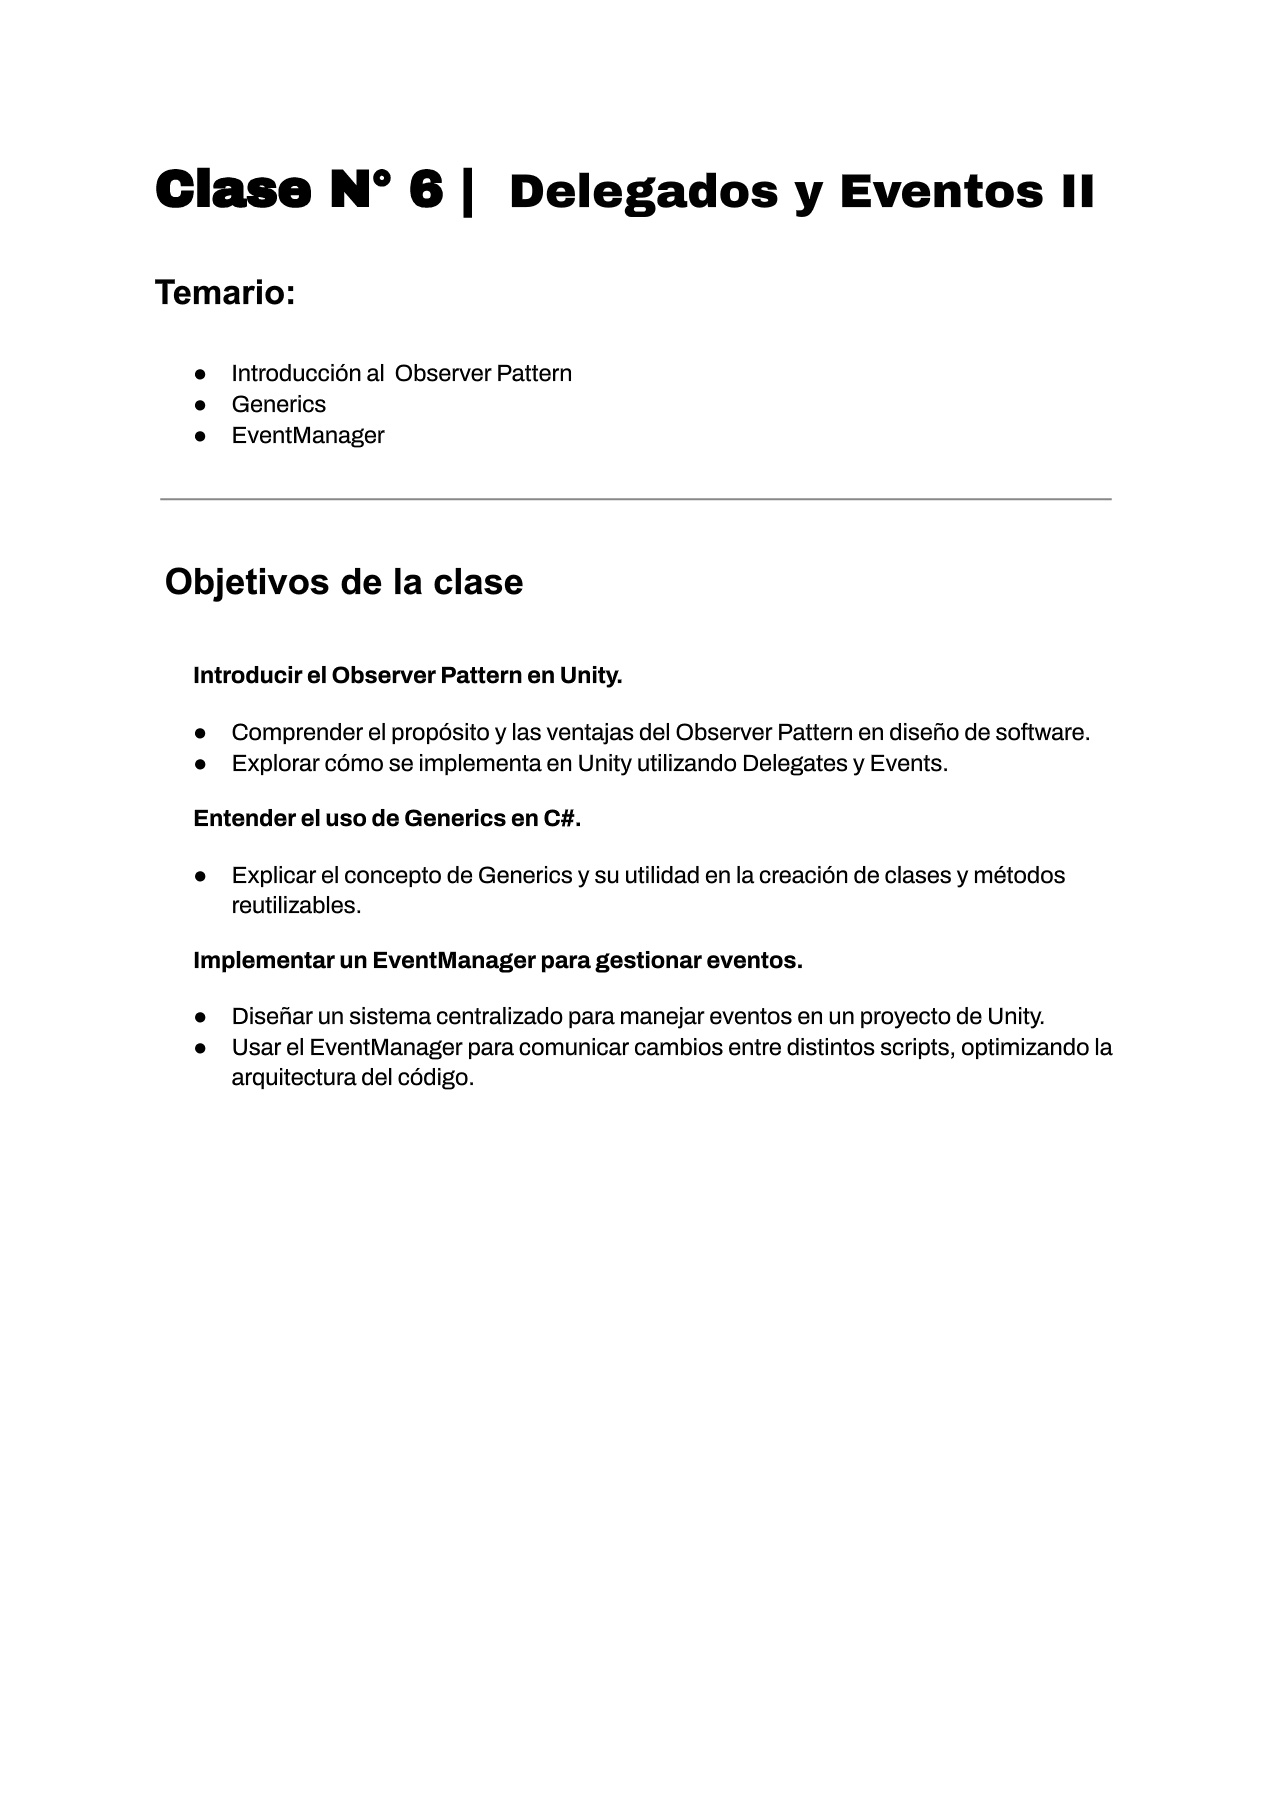 Clase N° 6 | Delegados y Eventos II
Temario:
● Introducción al  Observer Pattern
● Generics
● EventManager
Objetivos de la clase
Introducir el Observer Pattern en Unity.
● Comprender el propósito y las ventajas del Observer Pattern en diseño de software.
● Explorar cómo se implementa en Unity utilizando Delegates y Events.
Entender el uso de Generics en C#.
● Explicar el concepto de Generics y su utilidad en la creación de clases y métodos
reutilizables.
Implementar un EventManager para gestionar eventos.
● Diseñar un sistema centralizado para manejar eventos en un proyecto de Unity.
● Usar el EventManager para comunicar cambios entre distintos scripts, optimizando la
arquitectura del código.